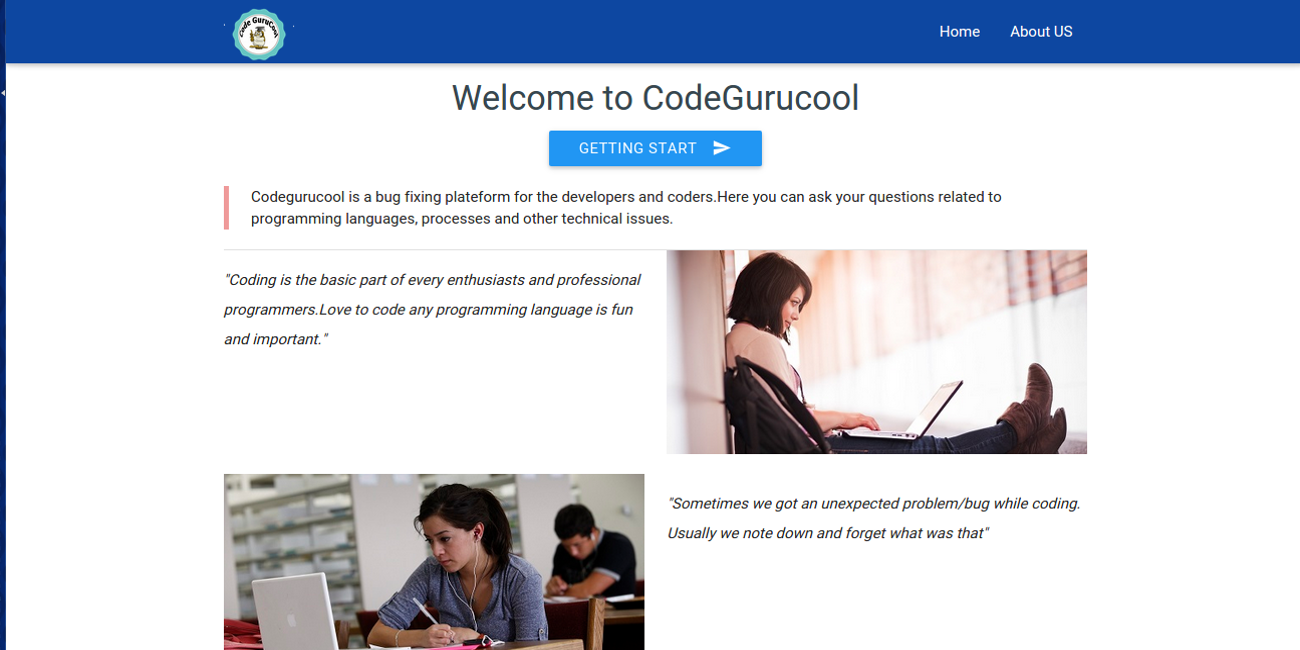 Code GuruCool
Home
About US
Welcome to CodeGurucool
GETTING START
Codegurucool is a bug fixing plateform for the developers and coders.Here you can ask your questions related to
programming languages, processes and other technical issues.
"Coding is the basic part of every enthusiasts and professional
programmers.Love to code any programming language is fun
and important."
"Sometimes we got an unexpected problem/bug while coding.
Usually we note down and forget what was that"